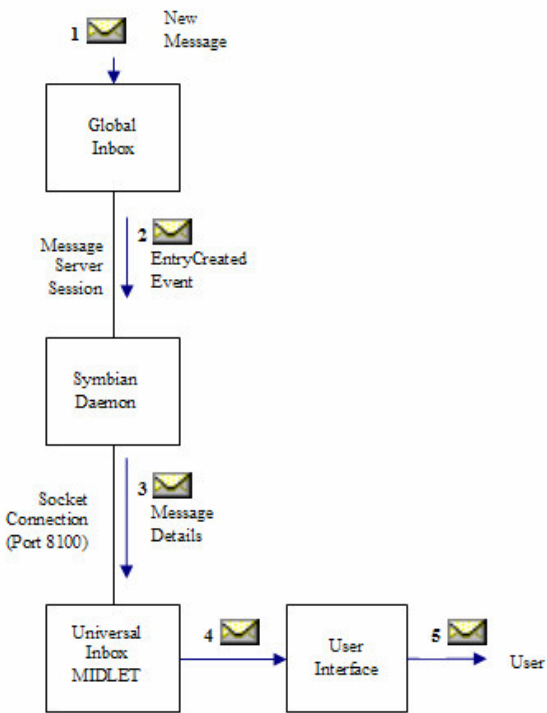 1
New
Message
Global
Inbox
2
EntryCreated
Event
Message
Server
Session
Symbian
Daemon
3
Message
Details
Socket
Connection
(Port 8100)
Universal
Inbox
MIDLET
4
User
Interface
5
User